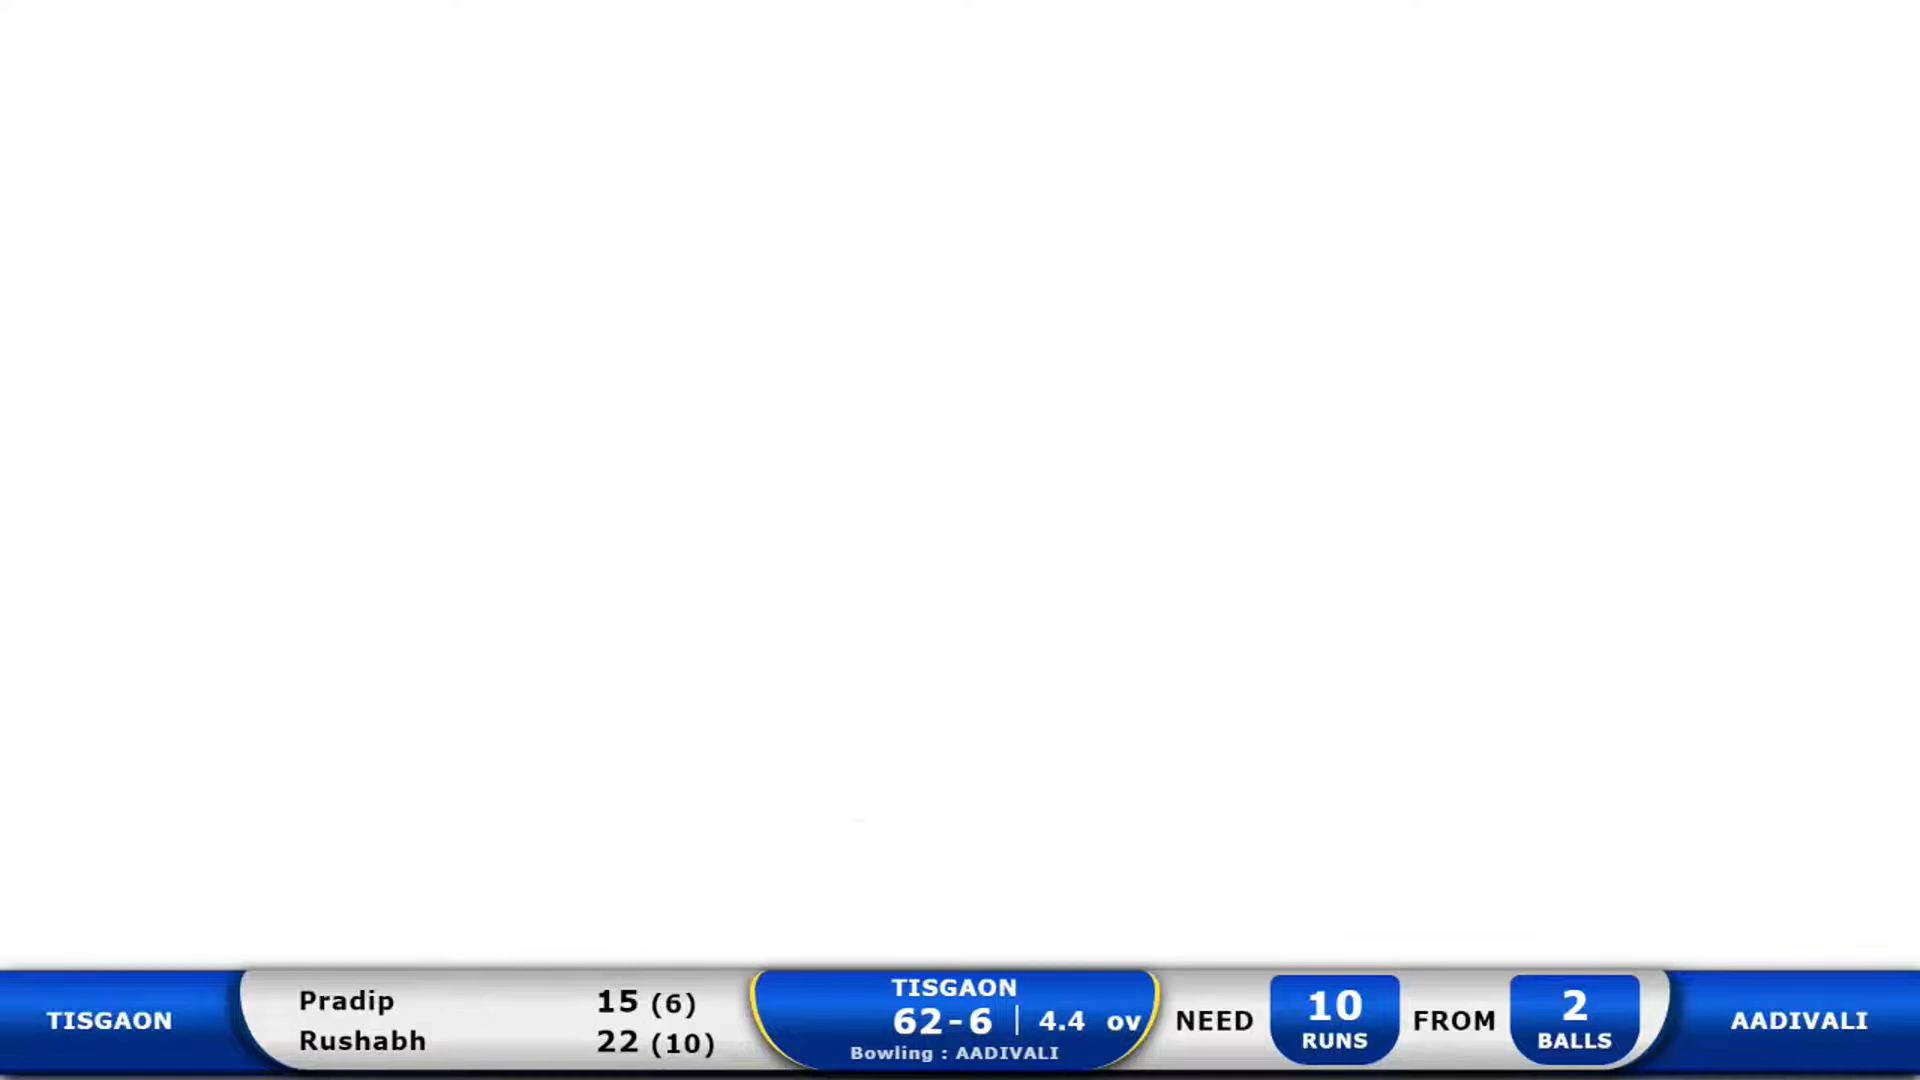 TISGAON
Pradip 15 (6)
Rushabh 22 (10)
TISGAON
62-6 | 4.4 ov
Bowling : AADIVALI
NEED 10 RUNS FROM 2 BALLS
AADIVALI